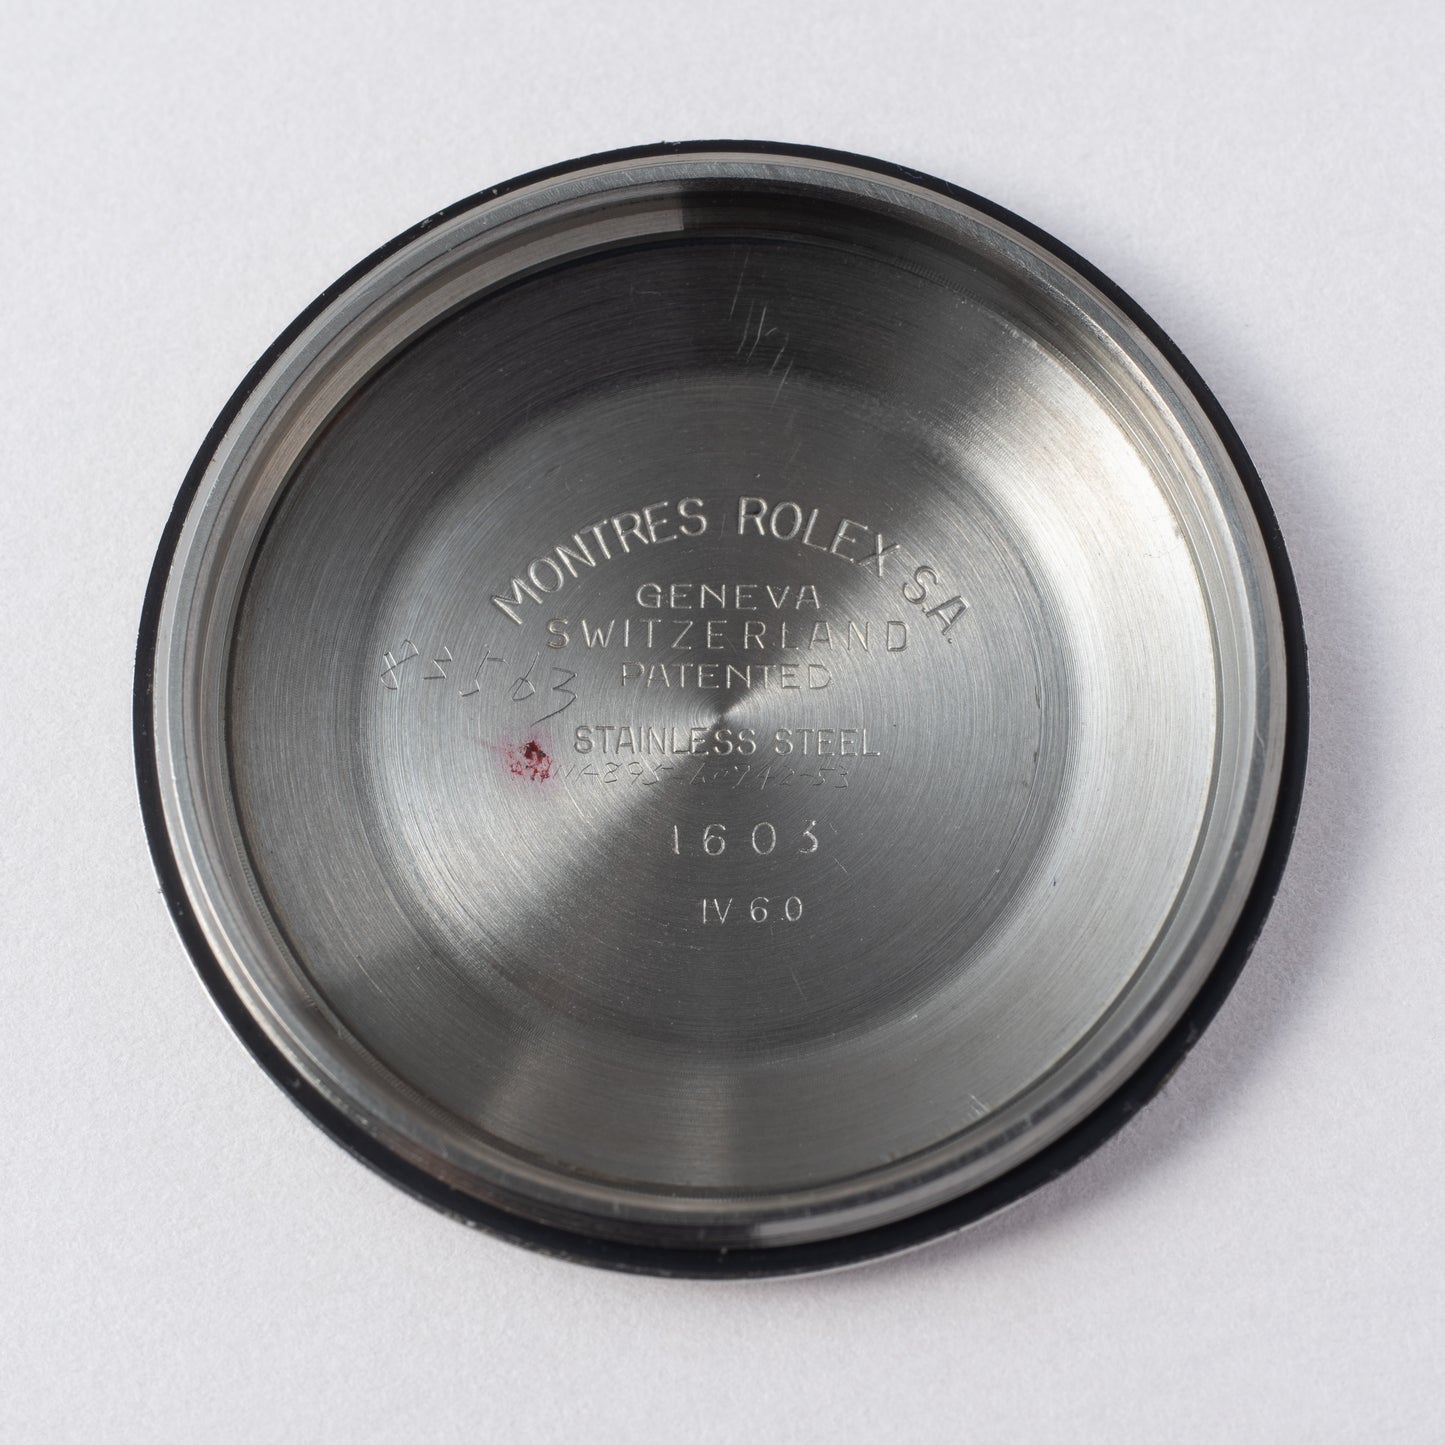 MONTRES ROLEX S.A.
GENEVA
SWITZERLAND
PATENTED
STAINLESS STEEL
1603
IV 60